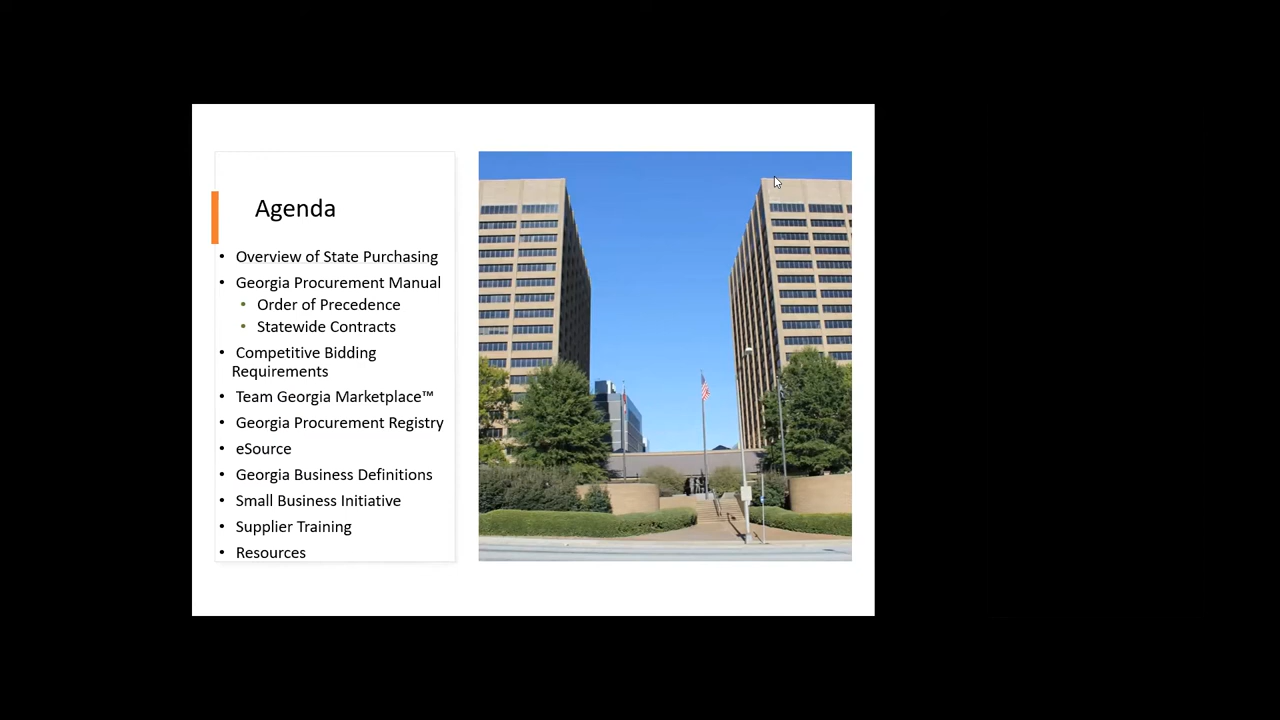 Agenda
• Overview of State Purchasing
• Georgia Procurement Manual
• Order of Precedence
• Statewide Contracts
• Competitive Bidding
Requirements
• Team Georgia Marketplace™
• Georgia Procurement Registry
• eSource
• Georgia Business Definitions
• Small Business Initiative
• Supplier Training
• Resources